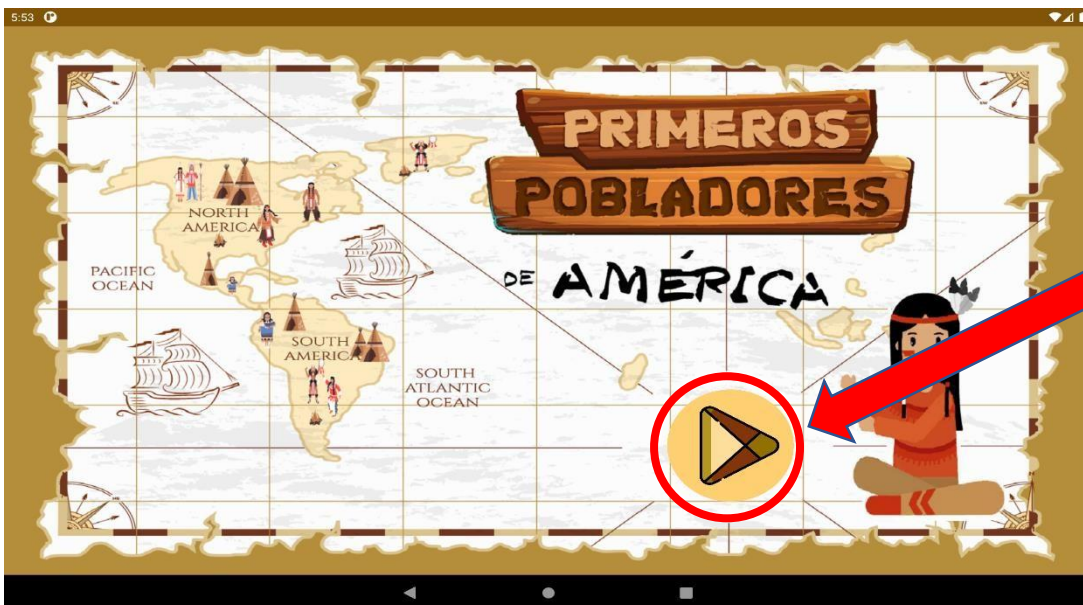 5:53
PRIMEROS
POBLADORES
DE AMÉRICA
NORTH
AMERICA
PACIFIC
OCEAN
SOUTH
AMERICA
SOUTH
ATLANTIC
OCEAN